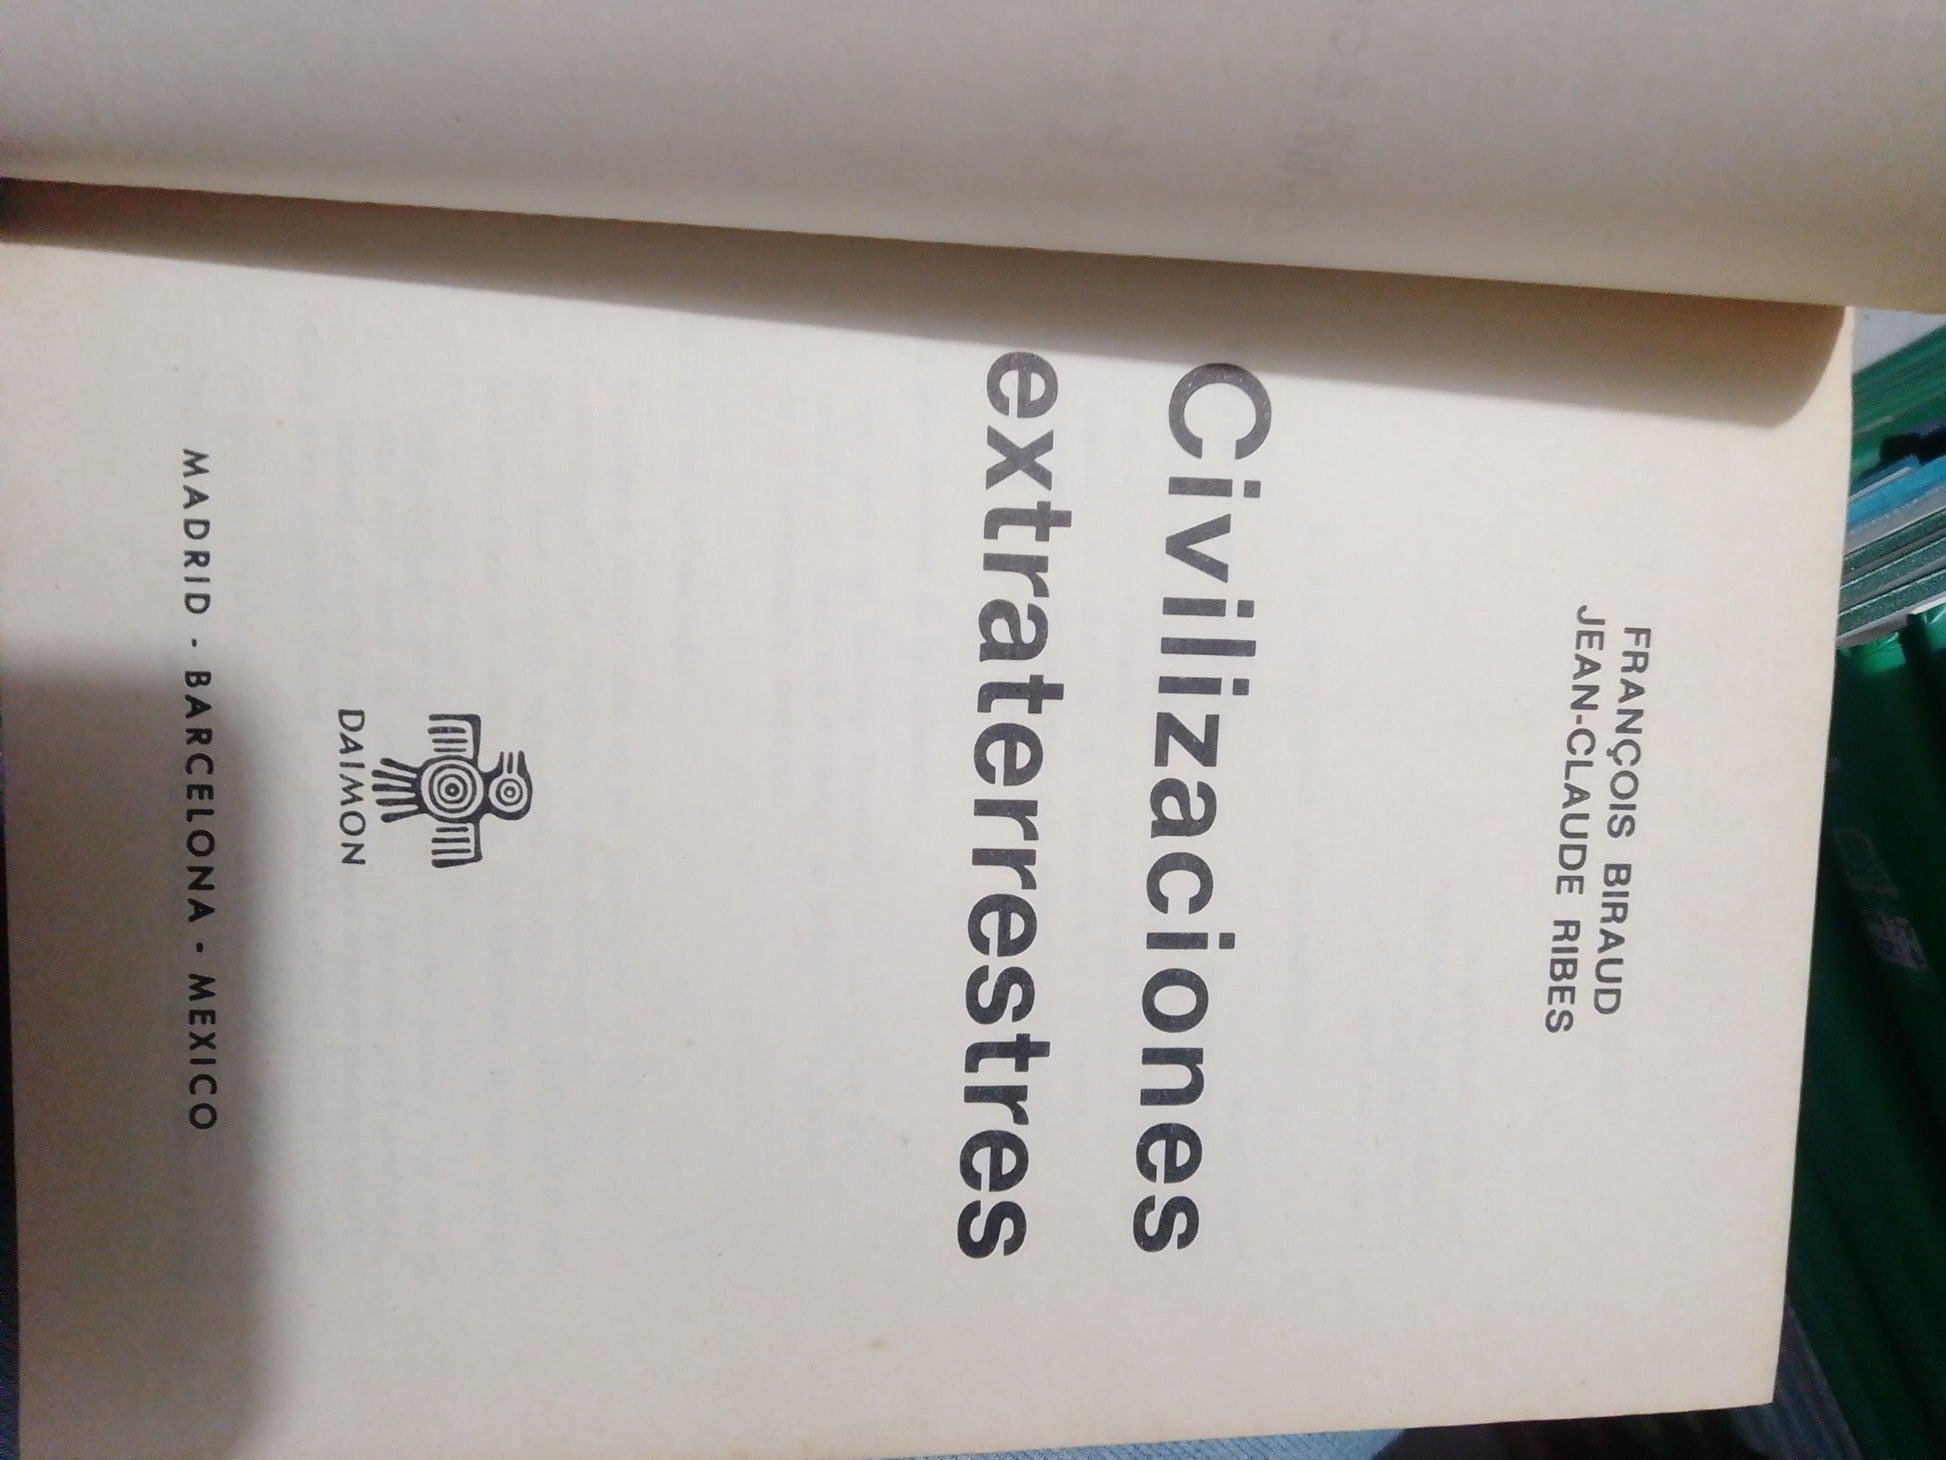 FRANÇOIS BIRAUD
JEAN-CLAUDE RIBES
Civilizaciones
extraterrestres
DAIMON
MADRID - BARCELONA - MEXICO